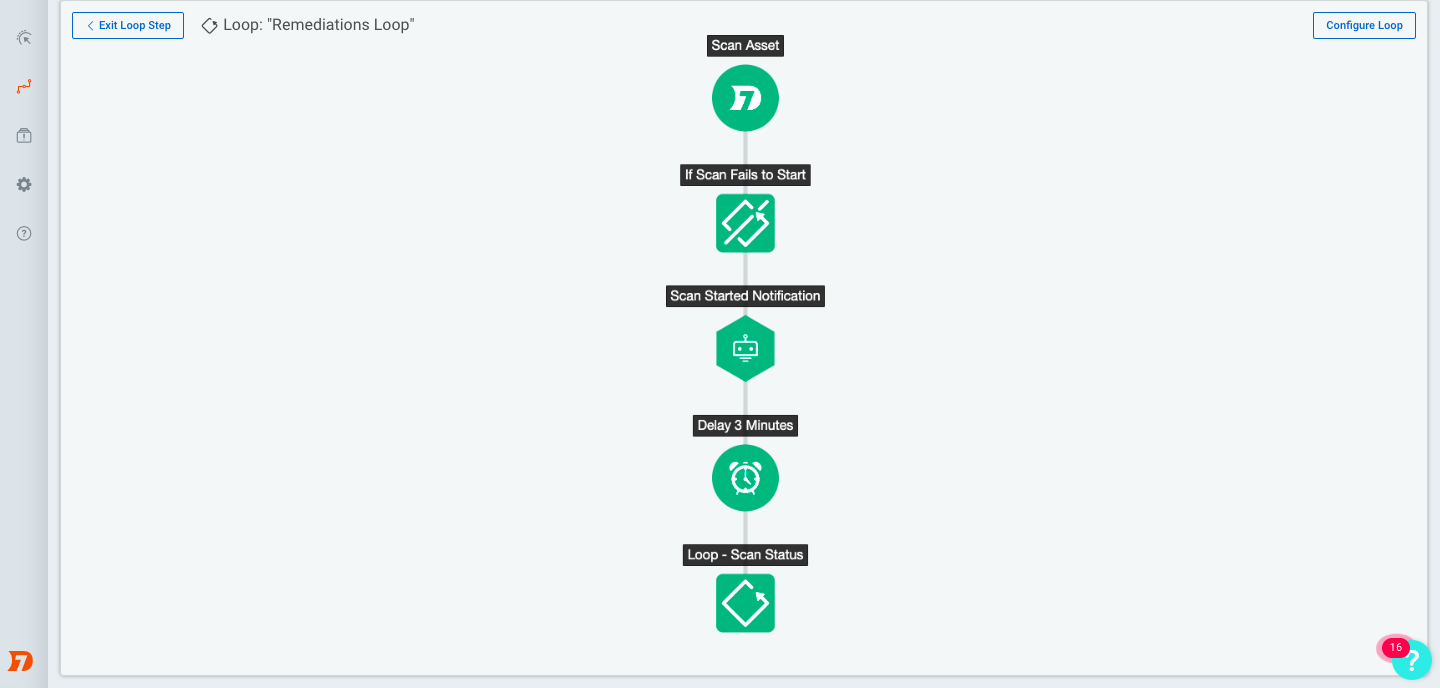 Exit Loop Step
Loop: "Remediations Loop"
Configure Loop
Scan Asset
If Scan Fails to Start
Scan Started Notification
Delay 3 Minutes
Loop - Scan Status
16
?